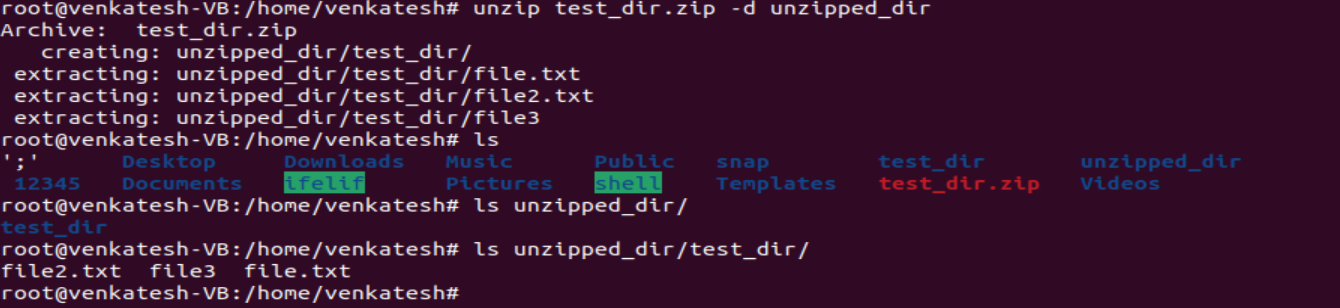 root@venkatesh-VB:/home/venkatesh# unzip test_dir.zip -d unzipped_dir
Archive:  test_dir.zip
   creating: unzipped_dir/test_dir/
 extracting: unzipped_dir/test_dir/file.txt
 extracting: unzipped_dir/test_dir/file2.txt
 extracting: unzipped_dir/test_dir/file3
root@venkatesh-VB:/home/venkatesh# ls
';'      Desktop     Downloads   Music      Public   snap        test_dir       unzipped_dir
 12345   Documents   ifelif      Pictures   shell    Templates   test_dir.zip   Videos
root@venkatesh-VB:/home/venkatesh# ls unzipped_dir/
test_dir
root@venkatesh-VB:/home/venkatesh# ls unzipped_dir/test_dir/
file2.txt  file3  file.txt
root@venkatesh-VB:/home/venkatesh#